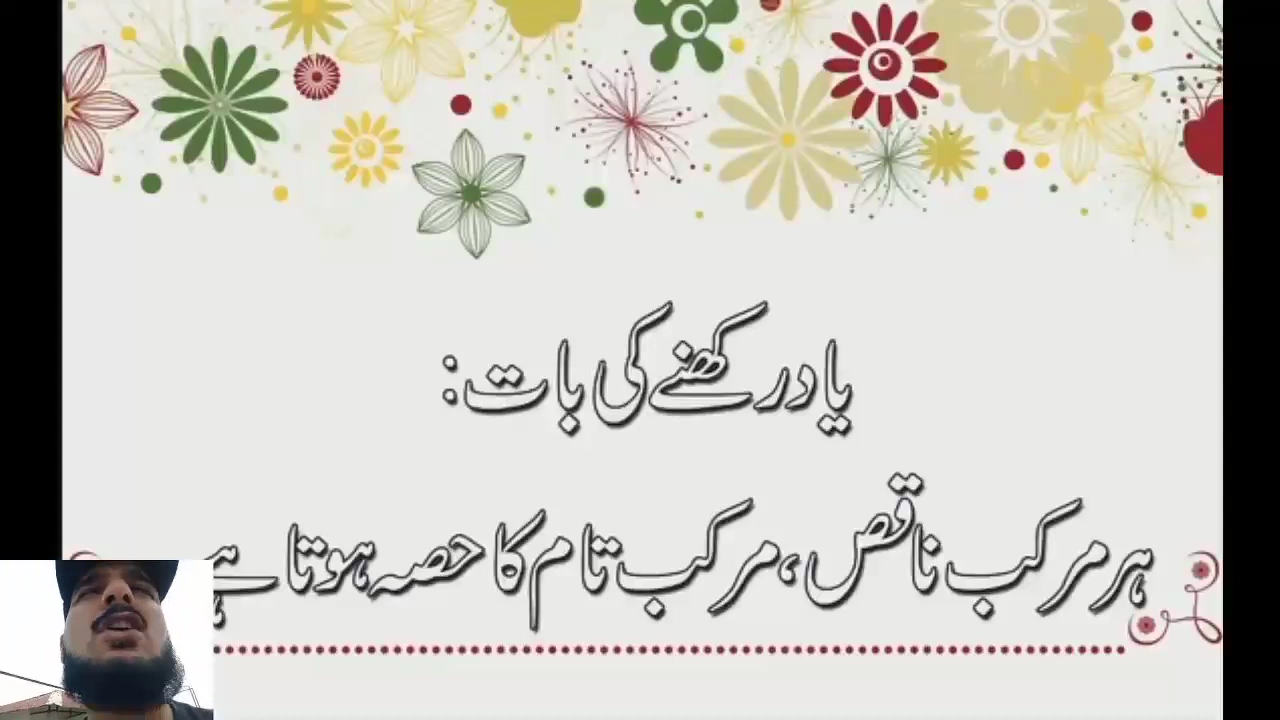 یاد رکھنے کی بات:
ہر مرکب ناقص، مرکب تام کا حصہ ہوتا ہے